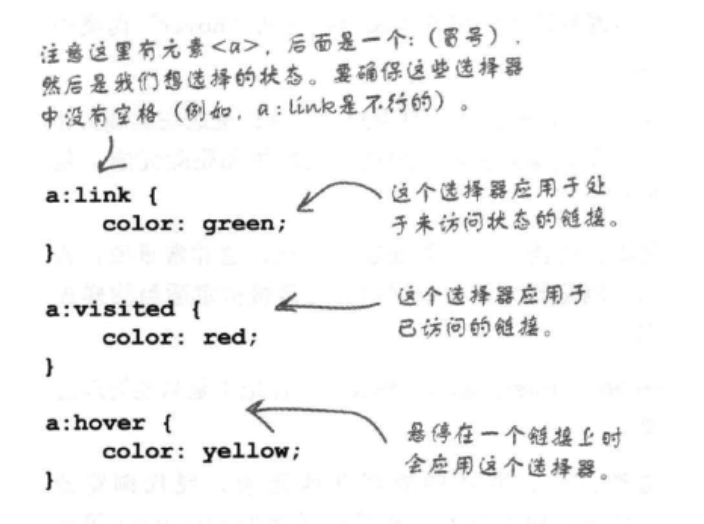 注意这里有元素<a>，后面是一个：（冒号），
然后是我们想选择的状态。要确保这些选择器
中没有空格（例如，a : link是不行的）。
a:link {
color: green;
}
这个选择器应用于处
于未访问状态的链接。
a:visited {
color: red;
}
这个选择器应用于
已访问的链接。
a:hover {
color: yellow;
}
悬停在一个链接上时
会应用这个选择器。